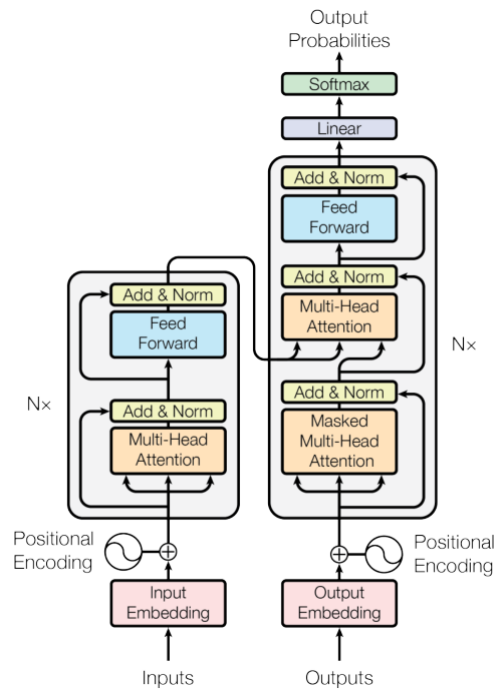 Output
Probabilities
Softmax
Linear
Add & Norm
Feed
Forward
Add & Norm
Multi-Head
Attention
Nx
Add & Norm
Masked
Multi-Head
Attention
Positional
Encoding
Output
Embedding
Outputs
Add & Norm
Feed
Forward
N×
Add & Norm
Multi-Head
Attention
Positional
Encoding
Input
Embedding
Inputs